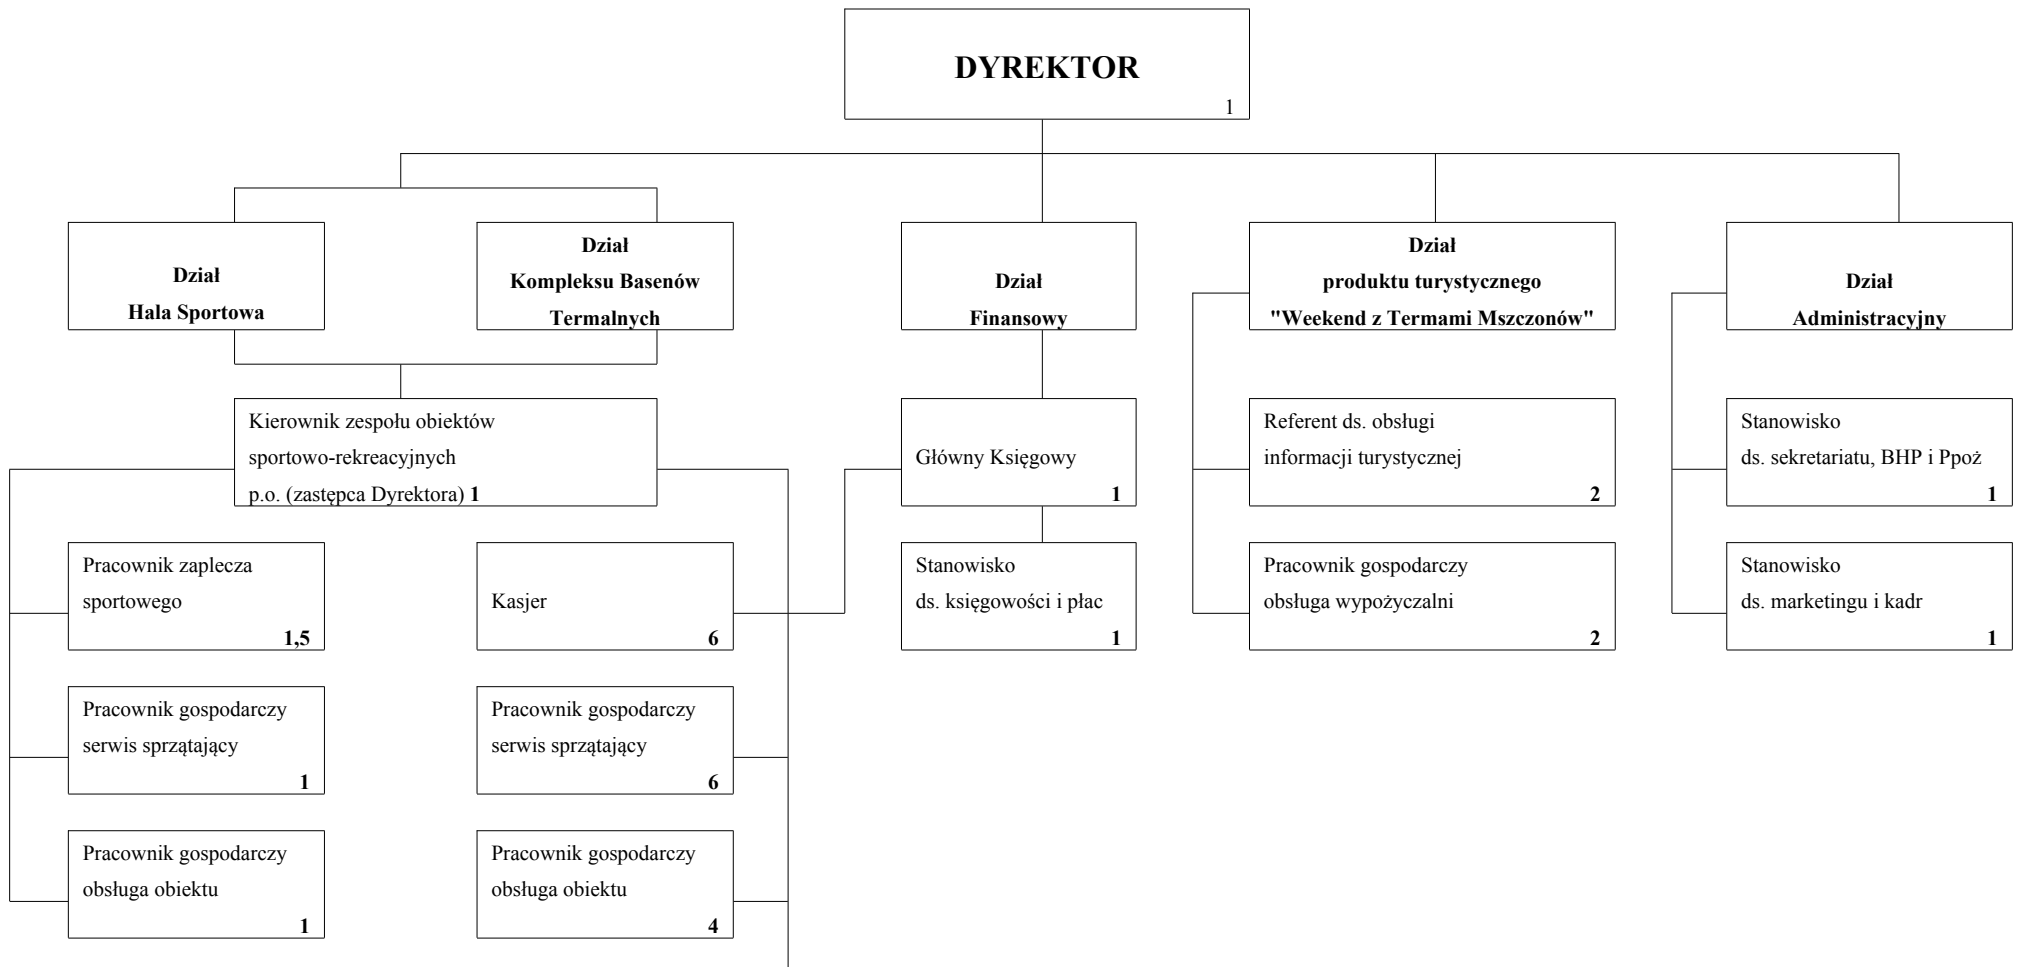 DYREKTOR
1
Dział
Hala Sportowa
Dział
Kompleksu Basenów
Termalnych
Dział
Finansowy
Dział
produktu turystycznego
"Weekend z Termami Mszczonów"
Dział
Administracyjny
Kierownik zespołu obiektów
sportowo-rekreacyjnych
p.o. (zastępca Dyrektora) 1
Główny Księgowy
1
Referent ds. obsługi
informacji turystycznej
2
Stanowisko
ds. sekretariatu, BHP i Ppoż
1
Pracownik zaplecza
sportowego
1,5
Kasjer
6
Stanowisko
ds. księgowości i płac
1
Pracownik gospodarczy
obsługa wypożyczalni
2
Stanowisko
ds. marketingu i kadr
1
Pracownik gospodarczy
serwis sprzątający
1
Pracownik gospodarczy
serwis sprzątający
6
Pracownik gospodarczy
obsługa obiektu
1
Pracownik gospodarczy
obsługa obiektu
4